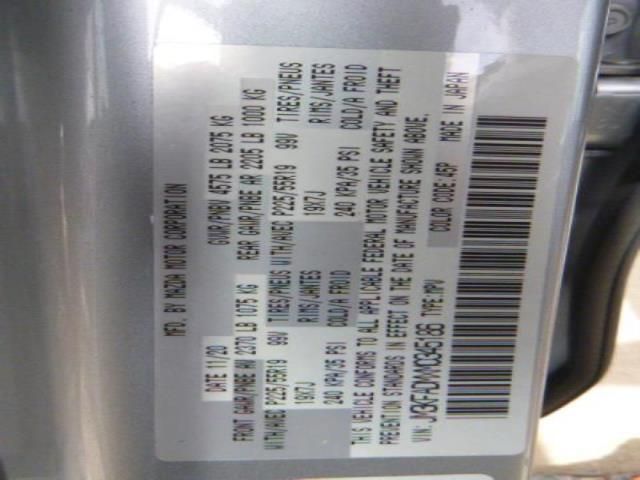 MFD. BY MAZDA MOTOR CORPORATION
DATE 11/20 GVWR/PNBV 4575 LB 2075 KG
FRONT GAWR/PNBE AV 2370 LB 1075 KG REAR GAWR/PNBE AR 2205 LB 1000 KG
WITH/AVEC P225/55R19 99V TIRES/PNEUS WITH/AVEC P225/55R19 99V TIRES/PNEUS
19X7J RIMS/JANTES 19X7J RIMS/JANTES
240 KPA/35 PSI COLD/A FROID 240 KPA/35 PSI COLD/A FROID
THIS VEHICLE CONFORMS TO ALL APPLICABLE FEDERAL MOTOR VEHICLE SAFETY AND THEFT
PREVENTION STANDARDS IN EFFECT ON THE DATE OF MANUFACTURE SHOWN ABOVE.
VIN: JM3KFADMXM0345186 TYPE:MPV COLOR CODE:45P MADE IN JAPAN